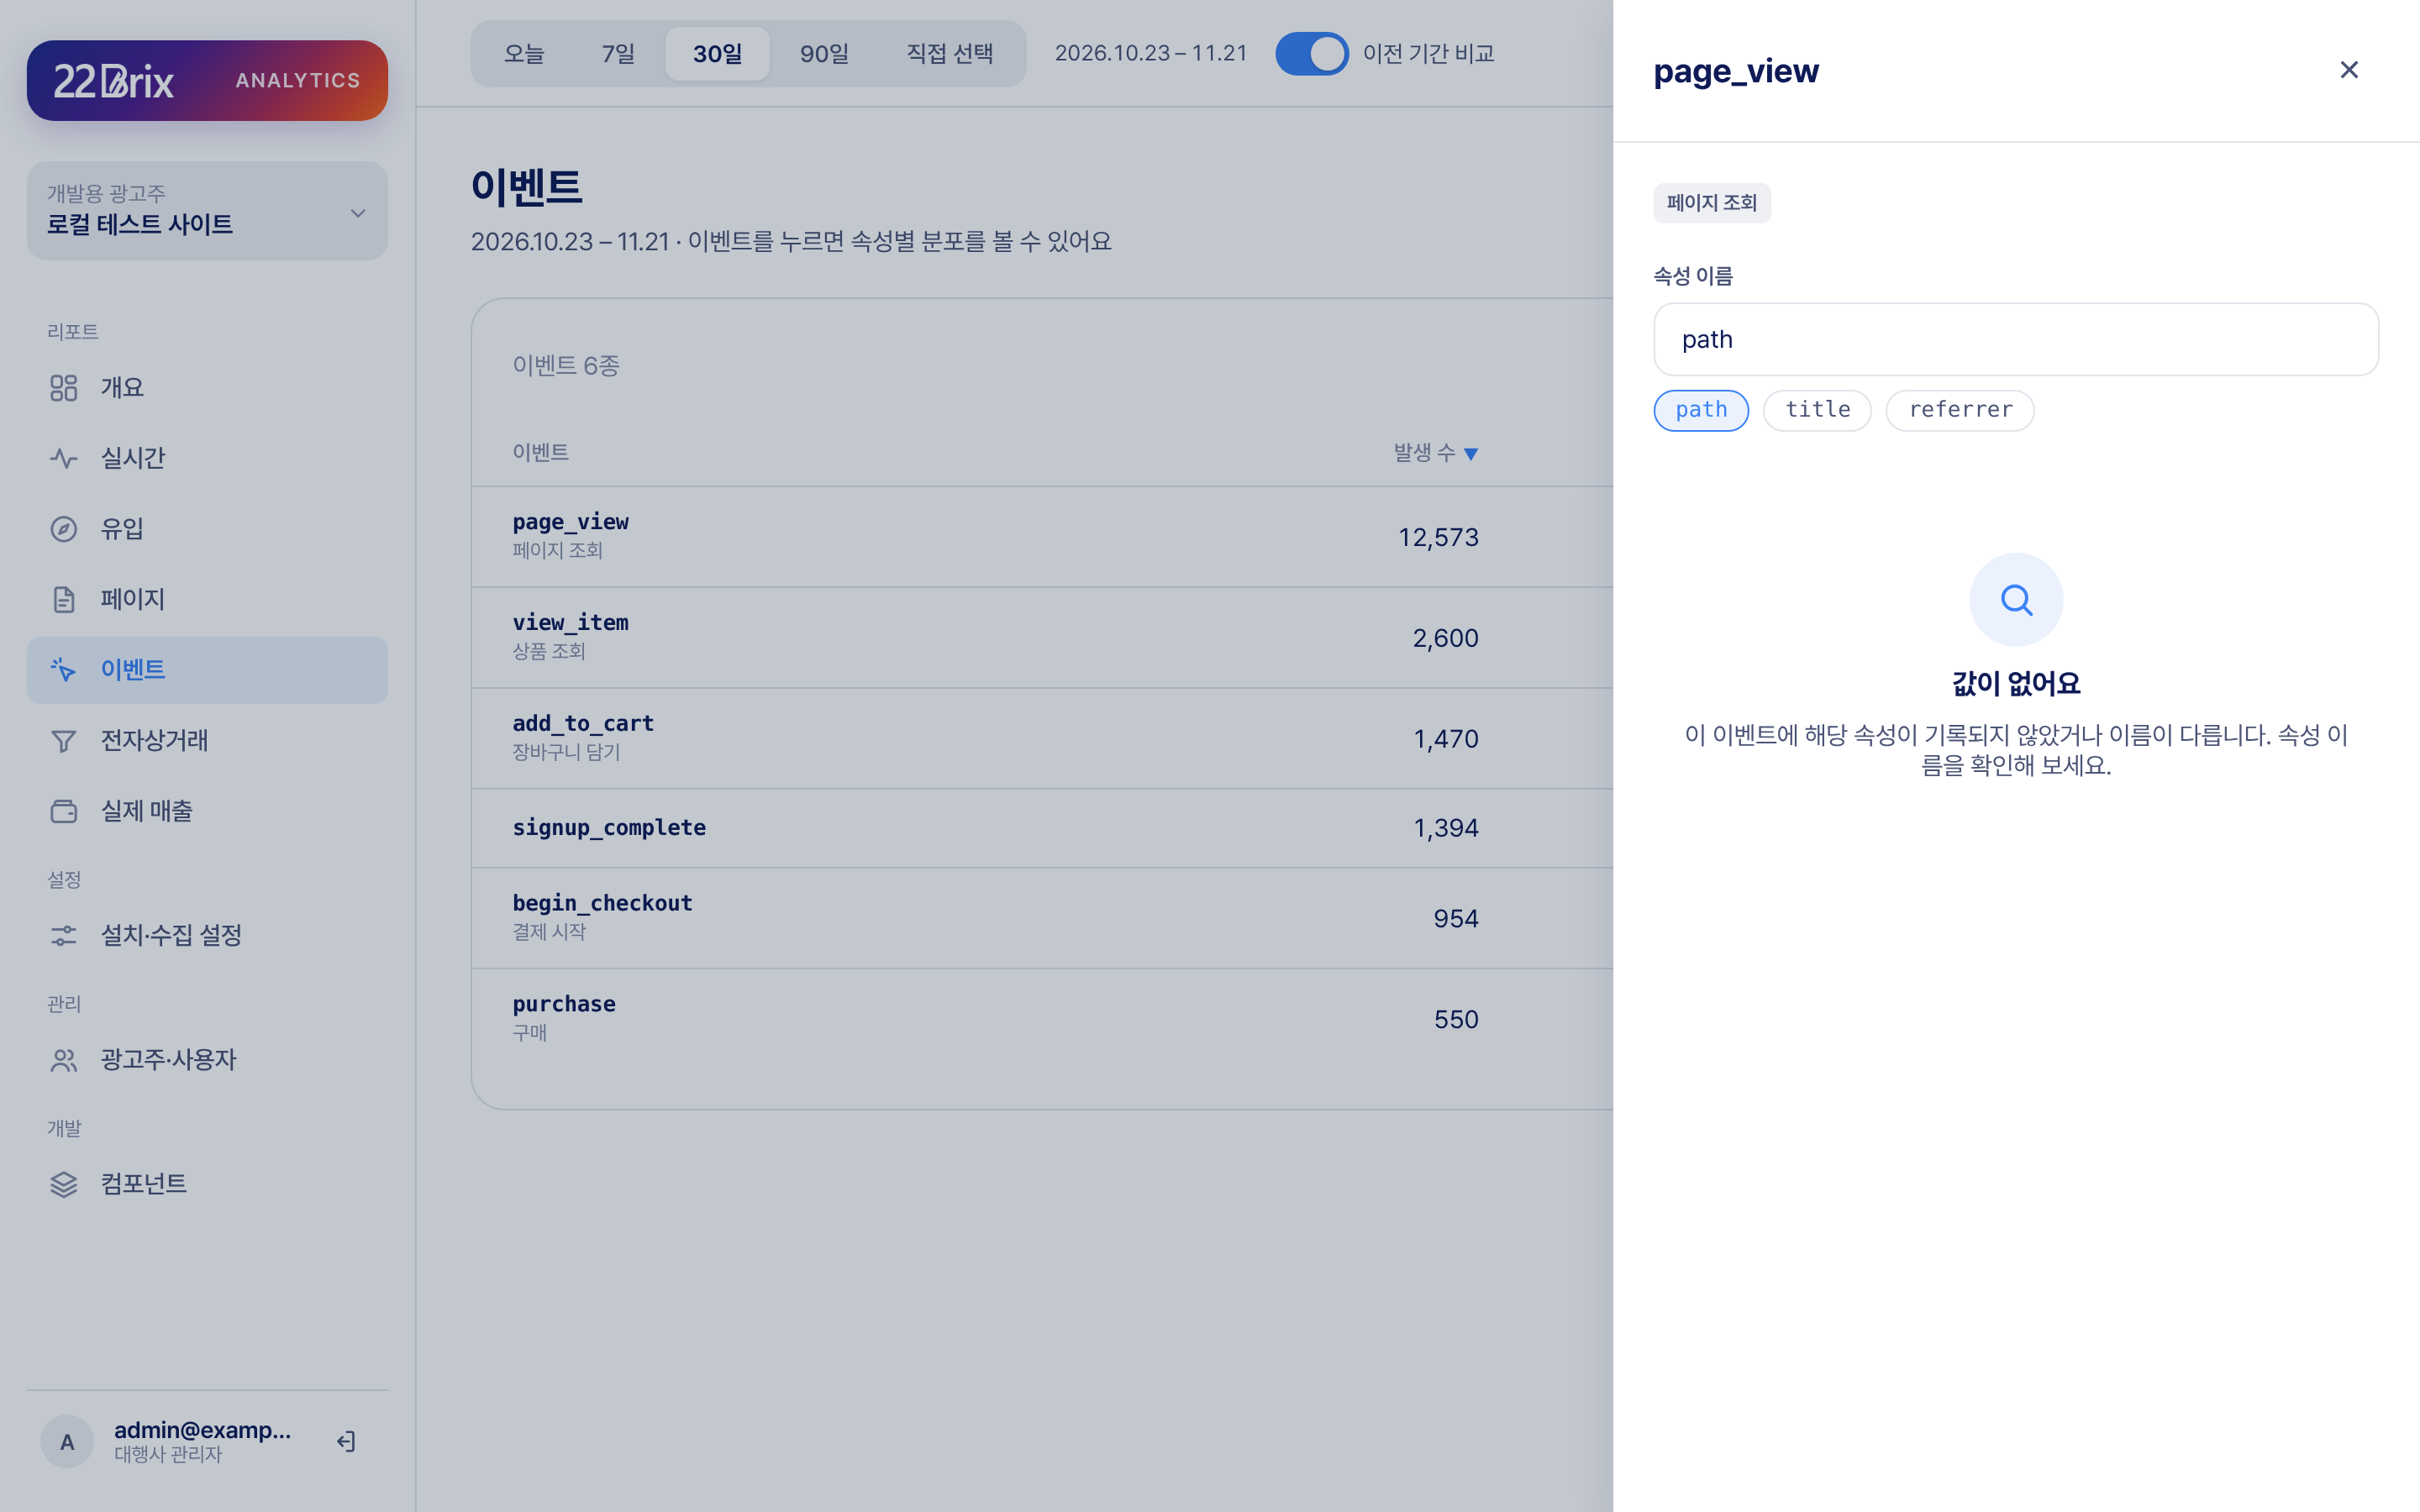 22Brix ANALYTICS
개발용 광고주
로컬 테스트 사이트
리포트
개요
실시간
유입
페이지
이벤트
전자상거래
실제 매출
설정
설치·수집 설정
관리
광고주·사용자
개발
컴포넌트
A
admin@examp...
대행사 관리자
오늘 7일 30일 90일 직접 선택 2026.10.23 – 11.21 이전 기간 비교
이벤트
2026.10.23 – 11.21 · 이벤트를 누르면 속성별 분포를 볼 수 있어요
이벤트 6종
이벤트 발생 수 ▼
page_view
페이지 조회
12,573
view_item
상품 조회
2,600
add_to_cart
장바구니 담기
1,470
signup_complete 1,394
begin_checkout
결제 시작
954
purchase
구매
550
page_view
페이지 조회
속성 이름
path
path title referrer
값이 없어요
이 이벤트에 해당 속성이 기록되지 않았거나 이름이 다릅니다. 속성 이
름을 확인해 보세요.